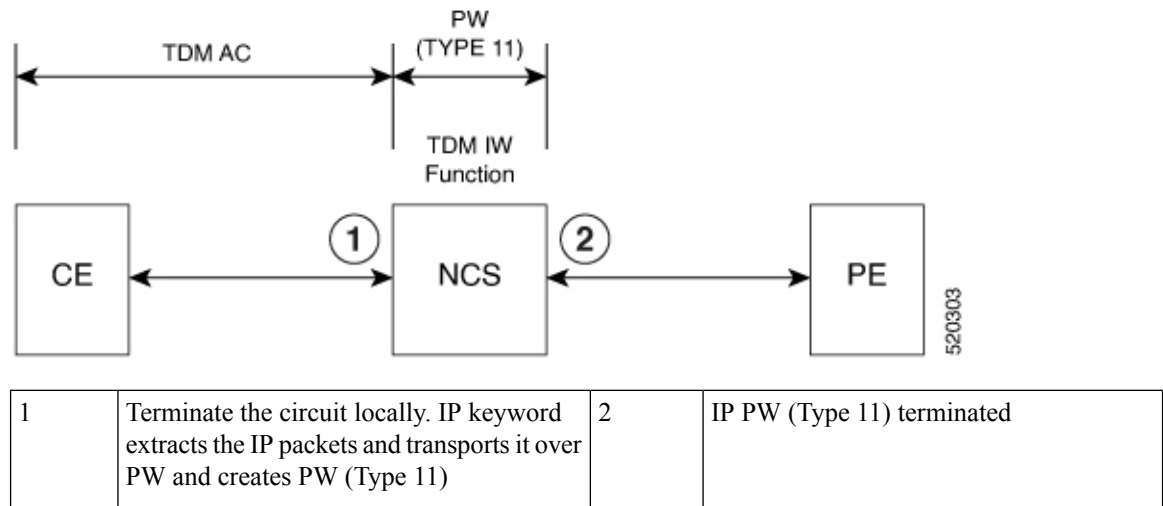 PW
(TYPE 11)
TDM AC
TDM IW
Function
1
2
CE
NCS
PE
520303
1
Terminate the circuit locally. IP keyword
extracts the IP packets and transports it over
PW and creates PW (Type 11)
2
IP PW (Type 11) terminated